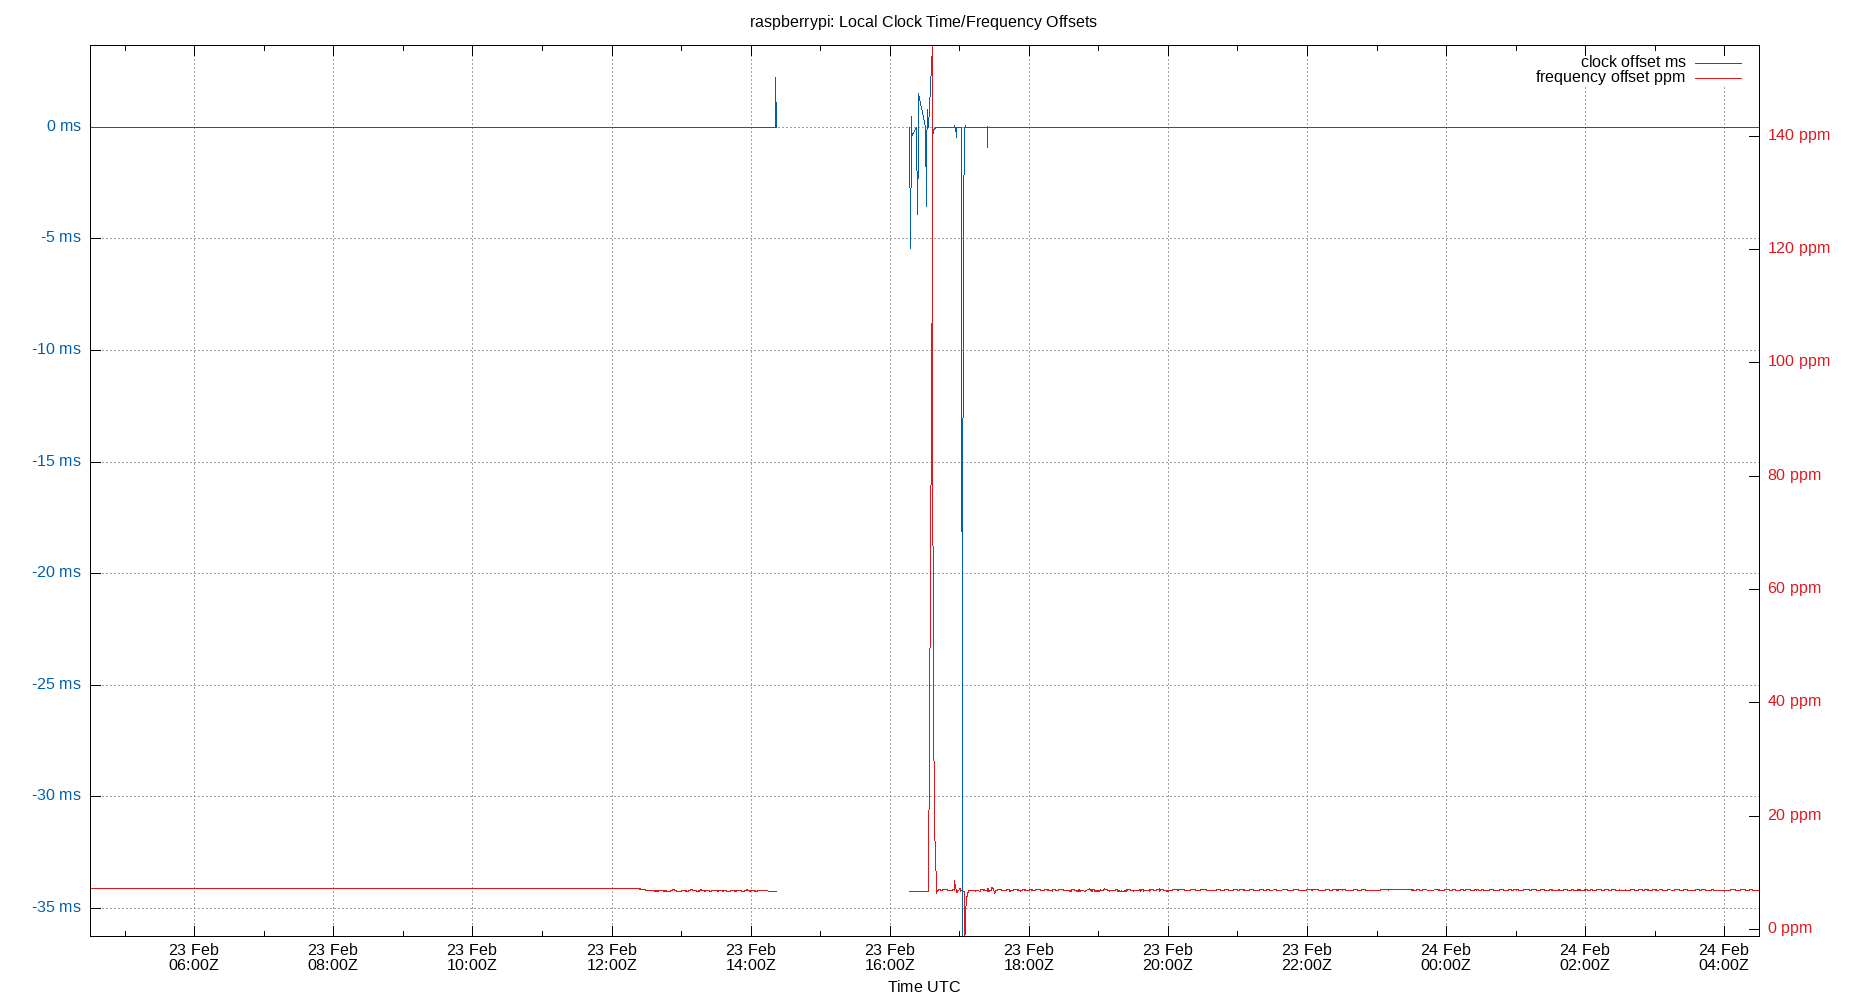 raspberrypi: Local Clock Time/Frequency Offsets
clock offset ms
frequency offset ppm
0 ms
-5 ms
-10 ms
-15 ms
-20 ms
-25 ms
-30 ms
-35 ms
140 ppm
120 ppm
100 ppm
80 ppm
60 ppm
40 ppm
20 ppm
0 ppm
23 Feb
06:00Z
23 Feb
08:00Z
23 Feb
10:00Z
23 Feb
12:00Z
23 Feb
14:00Z
23 Feb
16:00Z
23 Feb
18:00Z
23 Feb
20:00Z
23 Feb
22:00Z
24 Feb
00:00Z
24 Feb
02:00Z
24 Feb
04:00Z
Time UTC